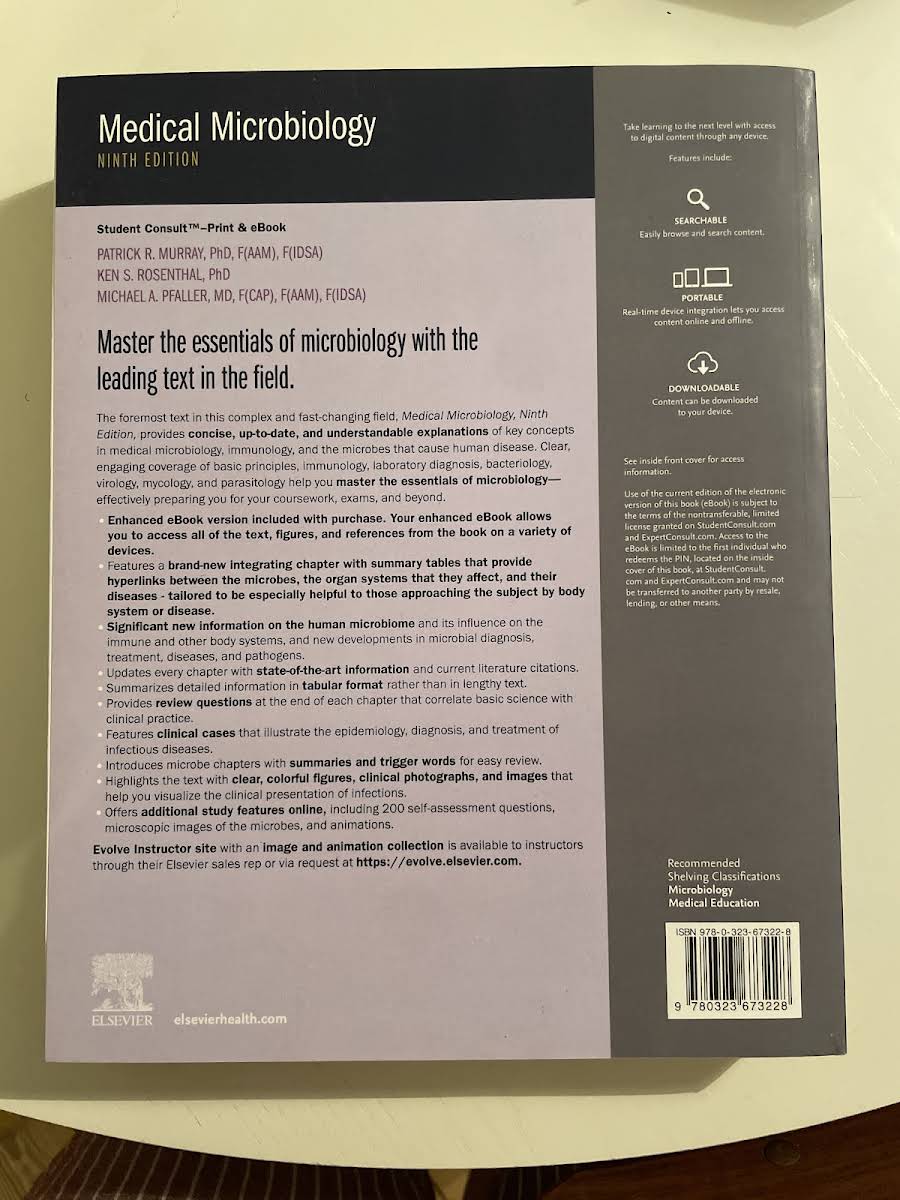 Medical Microbiology
NINTH EDITION
Student Consult™–Print & eBook
PATRICK R. MURRAY, PhD, F(AAM), F(IDSA)
KEN S. ROSENTHAL, PhD
MICHAEL A. PFALLER, MD, F(CAP), F(AAM), F(IDSA)
Master the essentials of microbiology with the
leading text in the field.
The foremost text in this complex and fast-changing field, Medical Microbiology, Ninth
Edition, provides concise, up-to-date, and understandable explanations of key concepts
in medical microbiology, immunology, and the microbes that cause human disease. Clear,
engaging coverage of basic principles, immunology, laboratory diagnosis, bacteriology,
virology, mycology, and parasitology help you master the essentials of microbiology—
effectively preparing you for your coursework, exams, and beyond.
• Enhanced eBook version included with purchase. Your enhanced eBook allows
you to access all of the text, figures, and references from the book on a variety of
devices.
• Features a brand-new integrating chapter with summary tables that provide
hyperlinks between the microbes, the organ systems that they affect, and their
diseases - tailored to be especially helpful to those approaching the subject by body
system or disease.
• Significant new information on the human microbiome and its influence on the
immune and other body systems, and new developments in microbial diagnosis,
treatment, diseases, and pathogens.
• Updates every chapter with state-of-the-art information and current literature citations.
• Summarizes detailed information in tabular format rather than in lengthy text.
• Provides review questions at the end of each chapter that correlate basic science with
clinical practice.
• Features clinical cases that illustrate the epidemiology, diagnosis, and treatment of
infectious diseases.
• Introduces microbe chapters with summaries and trigger words for easy review.
• Highlights the text with clear, colorful figures, clinical photographs, and images that
help you visualize the clinical presentation of infections.
• Offers additional study features online, including 200 self-assessment questions,
microscopic images of the microbes, and animations.
Evolve Instructor site with an image and animation collection is available to instructors
through their Elsevier sales rep or via request at https://evolve.elsevier.com.
ELSEVIER
elsevierhealth.com
Take learning to the next level with access
to digital content through any device.
Features include:
SEARCHABLE
Easily browse and search content.
PORTABLE
Real-time device integration lets you access
content online and offline.
DOWNLOADABLE
Content can be downloaded
to your device.
See inside front cover for access
information.
Use of the current edition of the electronic
version of this book (eBook) is subject to
the terms of the nontransferable, limited
license granted on StudentConsult.com
and ExpertConsult.com. Access to the
eBook is limited to the first individual who
redeems the PIN, located on the inside
cover of this book, at StudentConsult.
com and ExpertConsult.com and may not
be transferred to another party by resale,
lending, or other means.
Recommended
Shelving Classifications
Microbiology
Medical Education
ISBN 978-0-323-67322-8
9 780323 673228